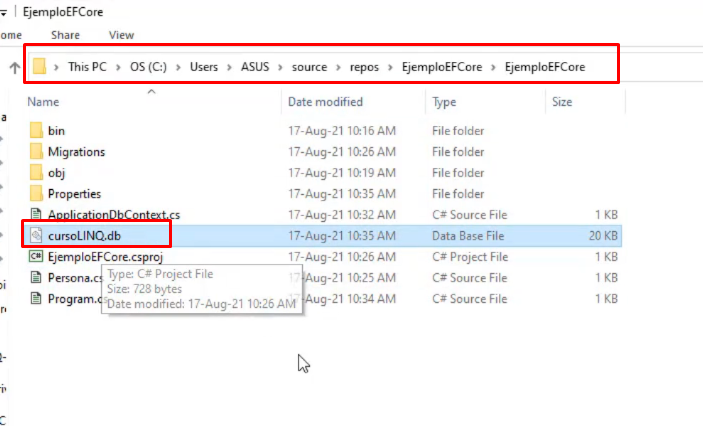 EjemploEFCore
ome Share View
This PC > OS (C:) > Users > ASUS > source > repos > EjemploEFCore > EjemploEFCore
Name Date modified Type Size
bin 17-Aug-21 10:16 AM File folder
Migrations 17-Aug-21 10:26 AM File folder
obj 17-Aug-21 10:19 AM File folder
Properties 17-Aug-21 10:35 AM File folder
ApplicationDbContext.cs 17-Aug-21 10:32 AM C# Source File 1 KB
cursoLINQ.db 17-Aug-21 10:35 AM Data Base File 20 KB
C# EjemploEFCore.csproj 17-Aug-21 10:26 AM C# Project File 1 KB
Persona.cs 17-Aug-21 10:25 AM C# Source File 1 KB
Program.cs 17-Aug-21 10:34 AM C# Source File 1 KB
Type: C# Project File
Size: 728 bytes
Date modified: 17-Aug-21 10:26 AM